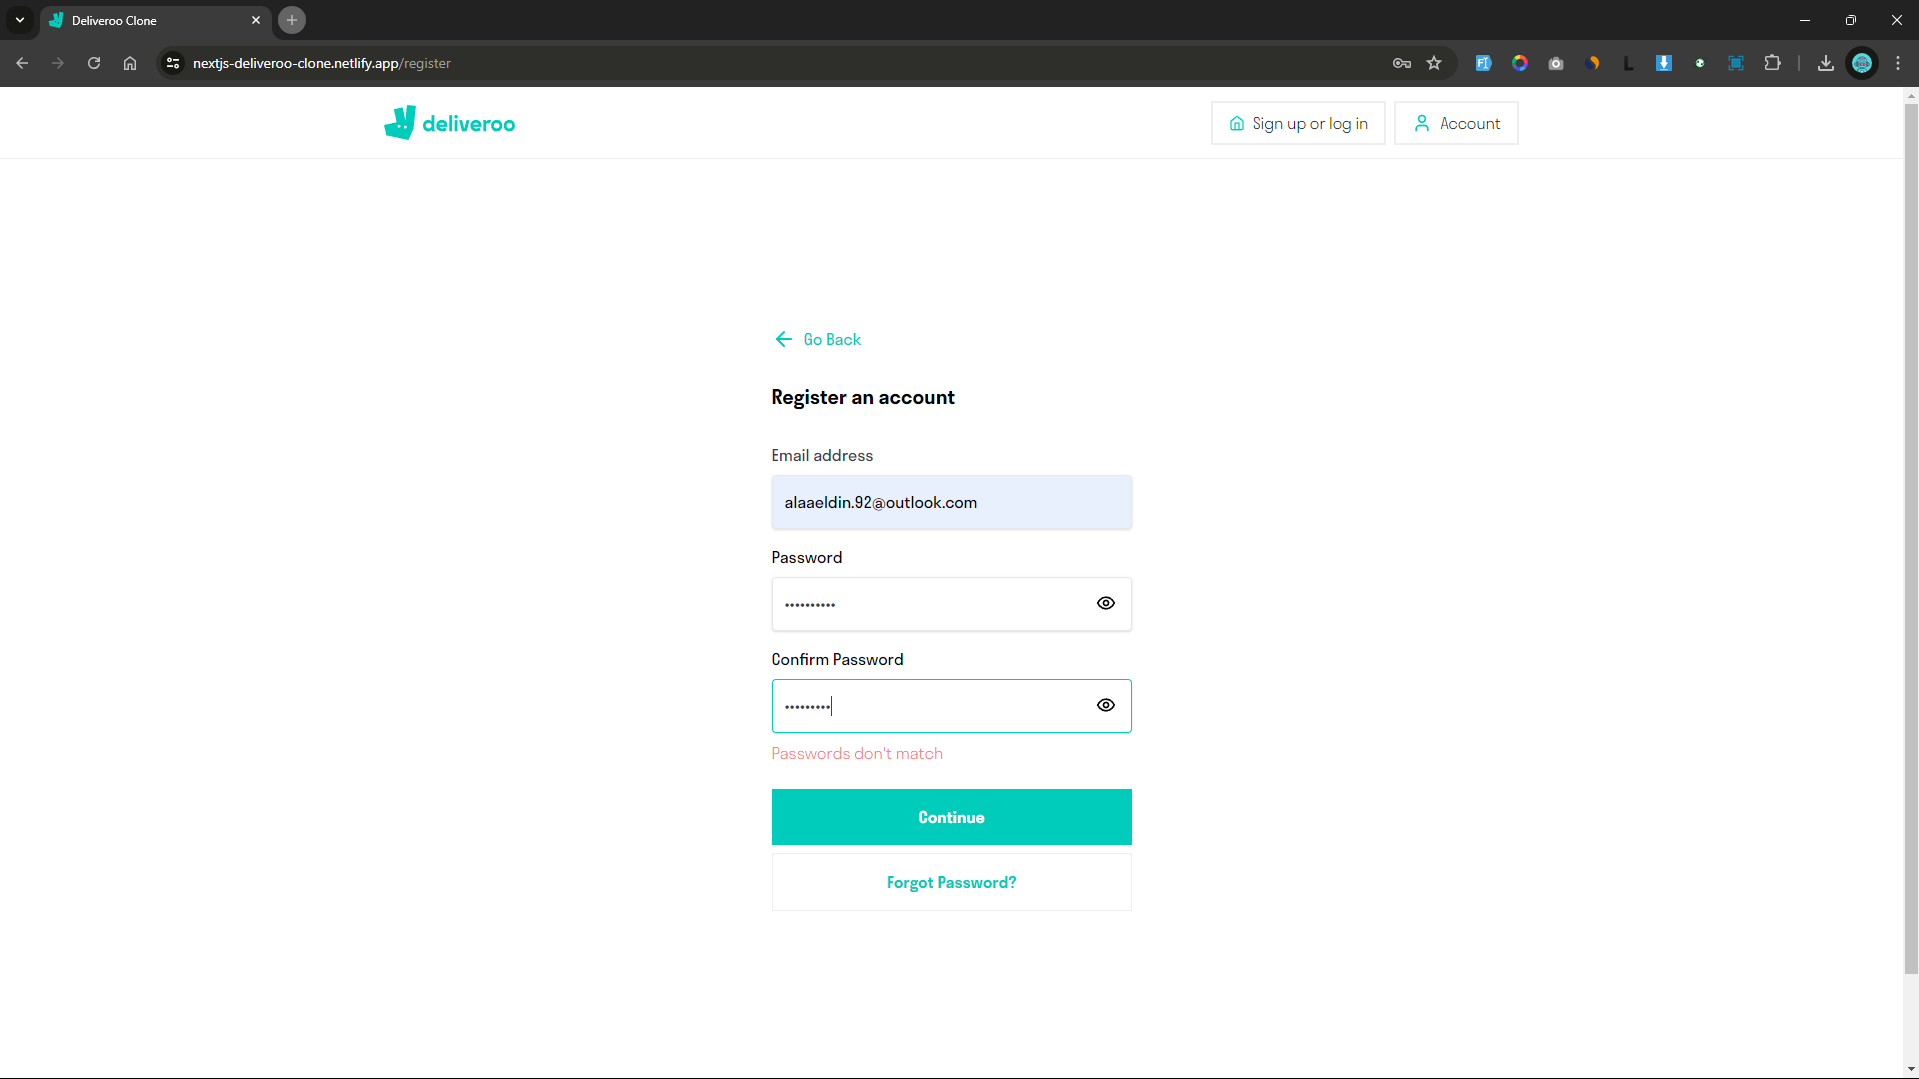 Deliveroo Clone
nextjs-deliveroo-clone.netlify.app/register
deliveroo
Sign up or log in
Account
Go Back
Register an account
Email address
alaaeldin.92@outlook.com
Password
••••••••••
Confirm Password
•••••••••
Passwords don't match
Continue
Forgot Password?